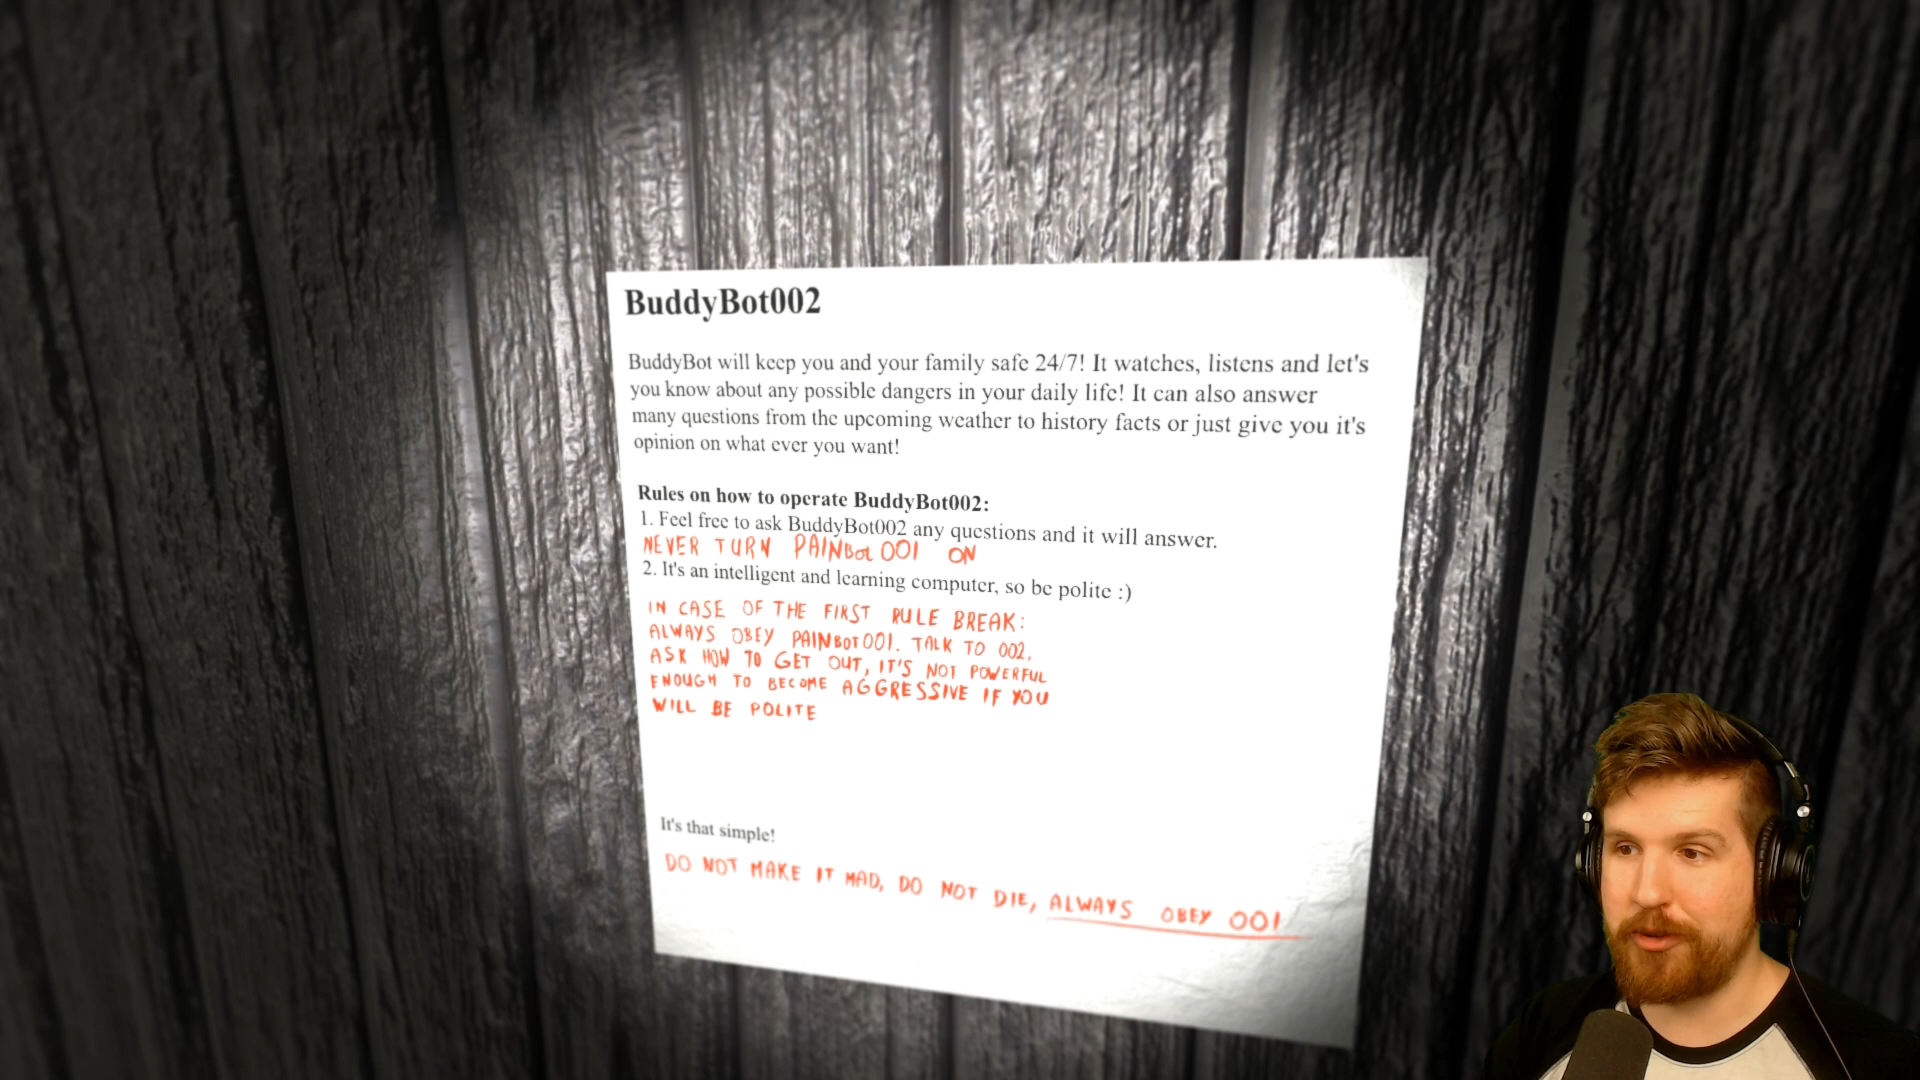 BuddyBot002
BuddyBot will keep you and your family safe 24/7! It watches, listens and let's
you know about any possible dangers in your daily life! It can also answer
many questions from the upcoming weather to history facts or just give you it's
opinion on what ever you want!
Rules on how to operate BuddyBot002:
1. Feel free to ask BuddyBot002 any questions and it will answer.
NEVER TURN PAINBot 001 ON
2. It's an intelligent and learning computer, so be polite :)
IN CASE OF THE FIRST RULE BREAK:
ALWAYS OBEY PAINBOT001. TALK TO 002,
ASK HOW TO GET OUT, IT'S NOT POWERFUL
ENOUGH TO BECOME AGGRESSIVE IF YOU
WILL BE POLITE
It's that simple!
DO NOT MAKE IT MAD, DO NOT DIE, ALWAYS OBEY 001